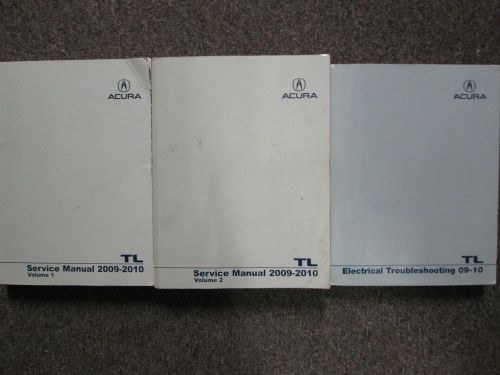 ACURA
TL
Service Manual 2009-2010
Volume 1
ACURA
TL
Service Manual 2009-2010
Volume 2
ACURA
TL
Electrical Troubleshooting 09-10